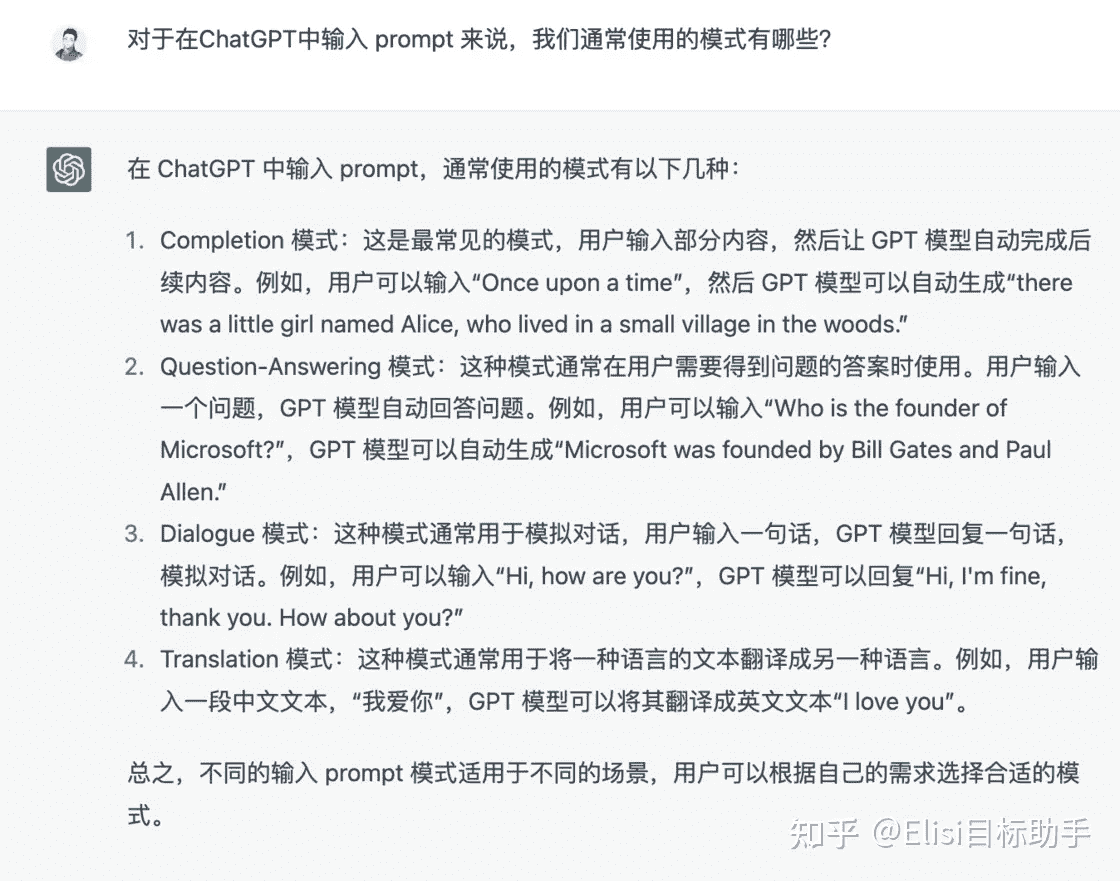 对于在ChatGPT中输入 prompt 来说，我们通常使用的模式有哪些？
在 ChatGPT 中输入 prompt，通常使用的模式有以下几种：
1. Completion 模式：这是最常见的模式，用户输入部分内容，然后让 GPT 模型自动完成后
续内容。例如，用户可以输入“Once upon a time”，然后 GPT 模型可以自动生成“there
was a little girl named Alice, who lived in a small village in the woods.”
2. Question-Answering 模式：这种模式通常在用户需要得到问题的答案时使用。用户输入
一个问题，GPT 模型自动回答问题。例如，用户可以输入“Who is the founder of
Microsoft?”，GPT 模型可以自动生成“Microsoft was founded by Bill Gates and Paul
Allen.”
3. Dialogue 模式：这种模式通常用于模拟对话，用户输入一句话，GPT 模型回复一句话，
模拟对话。例如，用户可以输入“Hi, how are you?”，GPT 模型可以回复“Hi, I'm fine,
thank you. How about you?”
4. Translation 模式：这种模式通常用于将一种语言的文本翻译成另一种语言。例如，用户输
入一段中文文本，“我爱你”，GPT 模型可以将其翻译成英文文本“I love you”。
总之，不同的输入 prompt 模式适用于不同的场景，用户可以根据自己的需求选择合适的模
式。
知乎 @Elisi目标助手